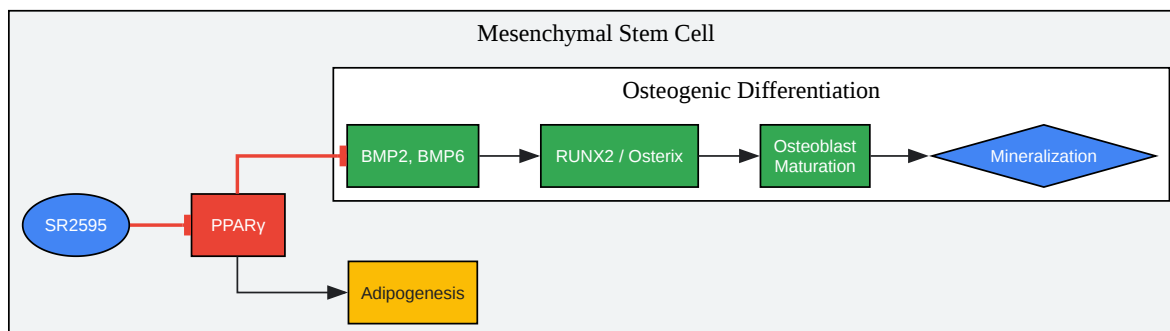 Mesenchymal Stem Cell
Osteogenic Differentiation
BMP2, BMP6
RUNX2 / Osterix
Osteoblast
Maturation
Mineralization
SR2595
PPARγ
Adipogenesis